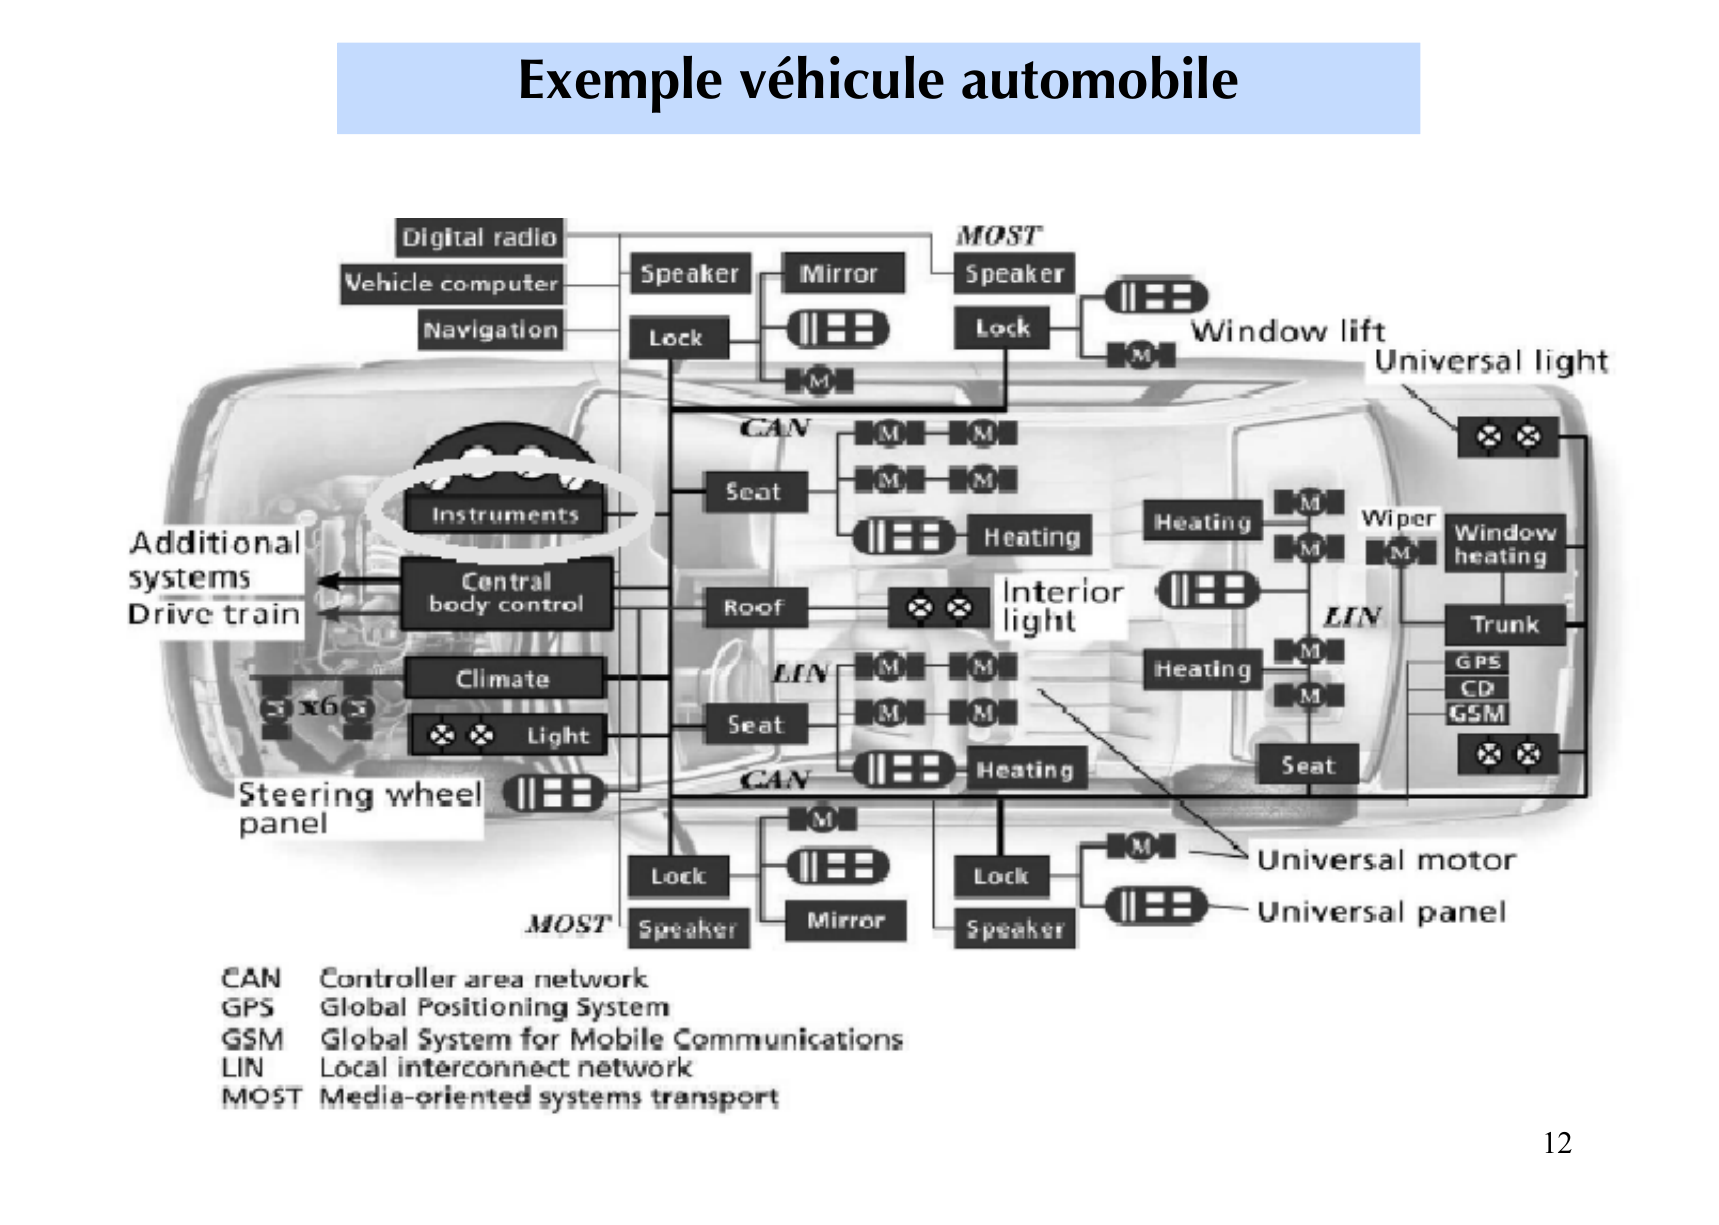 Exemple véhicule automobile
Digital radio
MOST
Speaker
Mirror
Speaker
Vehicle computer
Navigation
Lock
Lock
M
M
Window lift
Universal light
CAN
M
M
Seat
M
M
Instruments
Heating
Heating
M
M
Wiper
M
Window
heating
Additional
systems
Drive train
Central
body control
Roof
Interior
light
LIN
Trunk
Climate
LIN
M
M
Heating
M
M
GPS
CD
GSM
M
x6
M
Light
Seat
M
M
Seat
CAN
Heating
Steering wheel
panel
M
M
Lock
Lock
Universal motor
MOST
Speaker
Mirror
Speaker
Universal panel
CAN Controller area network
GPS Global Positioning System
GSM Global System for Mobile Communications
LIN Local interconnect network
MOST Media-oriented systems transport
12